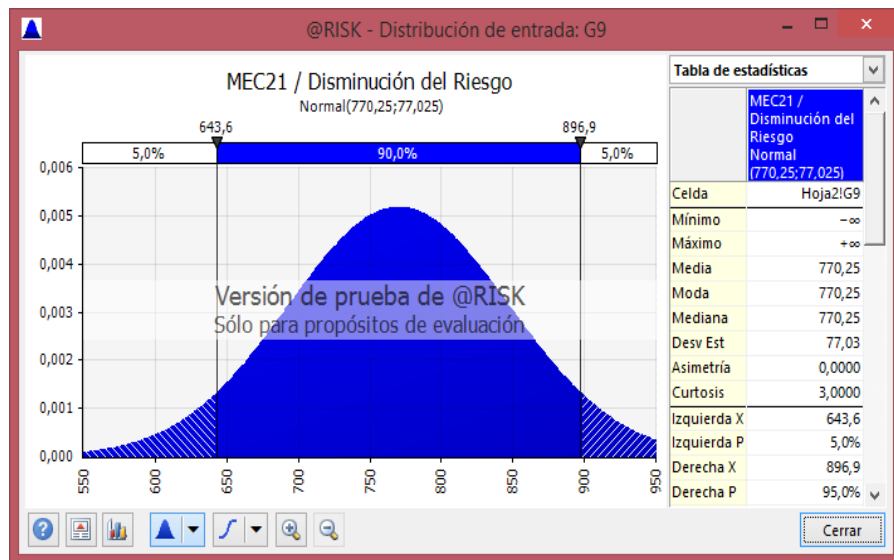 @RISK - Distribución de entrada: G9
MEC21 / Disminución del Riesgo
Normal(770,25;77,025)
643,6
896,9
5,0%
90,0%
5,0%
0,006
0,005
0,004
0,003
0,002
0,001
0,000
550
600
650
700
750
800
850
900
950
Versión de prueba de @RISK
Sólo para propósitos de evaluación
Tabla de estadísticas
MEC21 /
Disminución del
Riesgo
Normal
(770,25;77,025)
Celda Hoja2!G9
Mínimo −∞
Máximo +∞
Media 770,25
Moda 770,25
Mediana 770,25
Desv Est 77,03
Asimetría 0,0000
Curtosis 3,0000
Izquierda X 643,6
Izquierda P 5,0%
Derecha X 896,9
Derecha P 95,0%
Cerrar